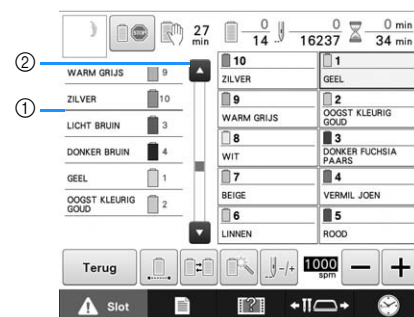 27 min
0
14
0
16237
0 min
34 min
②
①
WARM GRIJS 9
ZILVER 10
LICHT BRUIN 3
DONKER BRUIN 4
GEEL 1
OOGST KLEURIG GOUD 2
10
ZILVER
1
GEEL
9
WARM GRIJS
2
OOGST KLEURIG
GOUD
8
WIT
3
DONKER FUCHSIA
PAARS
7
BEIGE
4
VERMIL JOEN
6
LINNEN
5
ROOD
Terug
-/+
1000
spm
− +
Slot
?